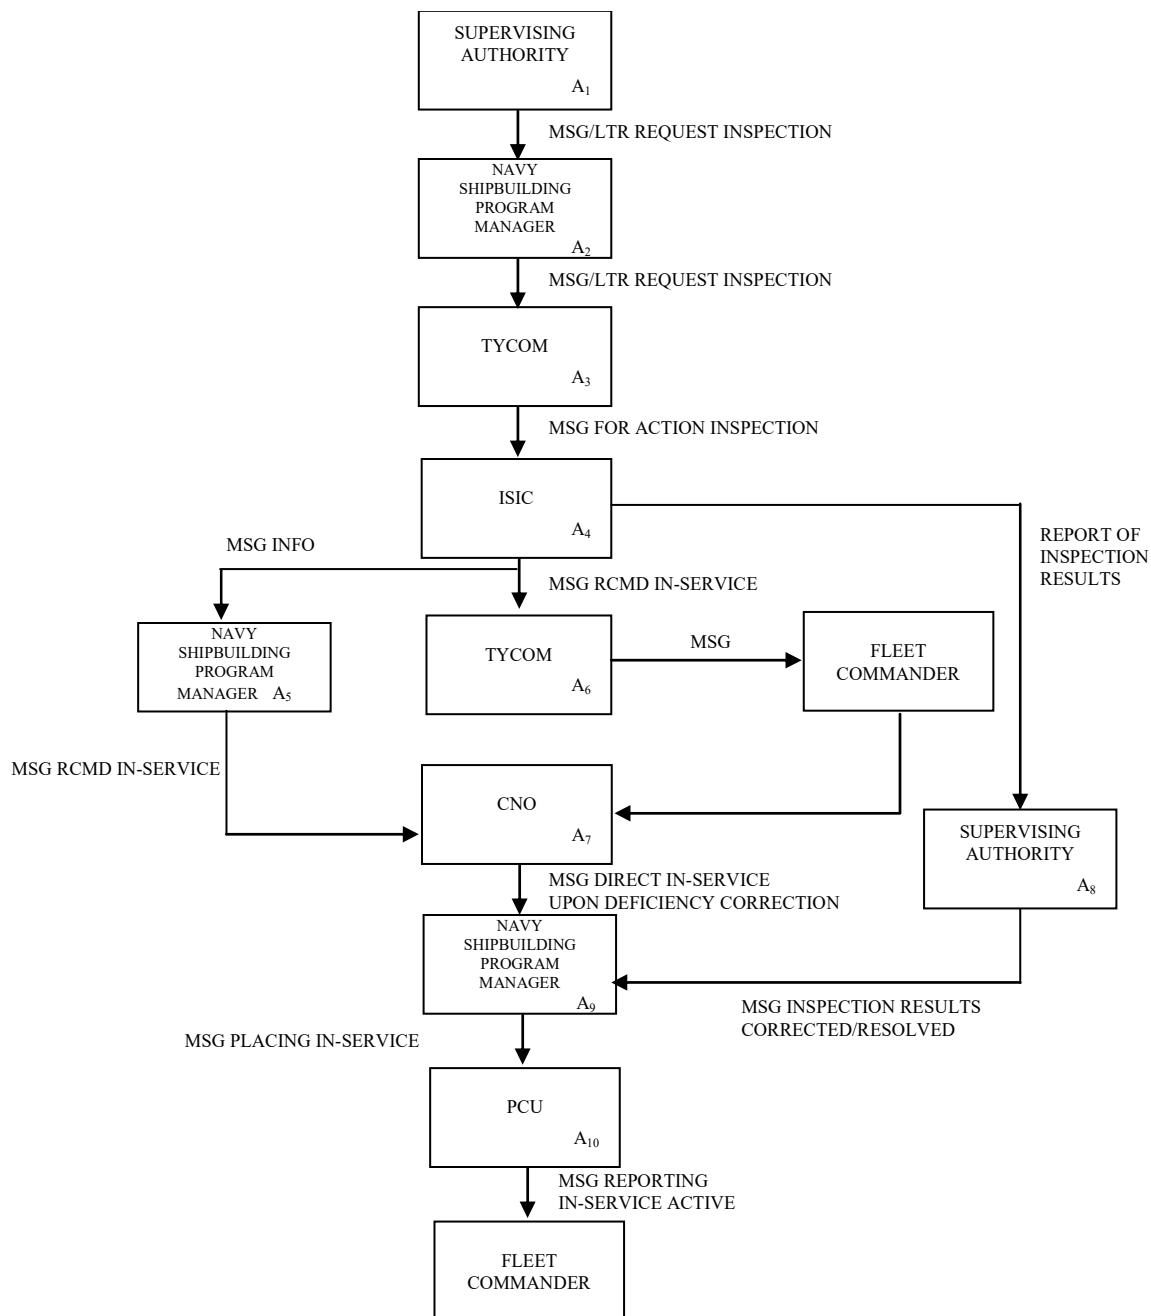 SUPERVISING
AUTHORITY
A1
MSG/LTR REQUEST INSPECTION
NAVY
SHIPBUILDING
PROGRAM
MANAGER
A2
MSG/LTR REQUEST INSPECTION
TYCOM
A3
MSG FOR ACTION INSPECTION
ISIC
A4
MSG INFO
MSG RCMD IN-SERVICE
REPORT OF
INSPECTION
RESULTS
NAVY
SHIPBUILDING
PROGRAM
MANAGER A5
TYCOM
A6
MSG
FLEET
COMMANDER
MSG RCMD IN-SERVICE
CNO
A7
SUPERVISING
AUTHORITY
A8
MSG DIRECT IN-SERVICE
UPON DEFICIENCY CORRECTION
NAVY
SHIPBUILDING
PROGRAM
MANAGER
A9
MSG INSPECTION RESULTS
CORRECTED/RESOLVED
MSG PLACING IN-SERVICE
PCU
A10
MSG REPORTING
IN-SERVICE ACTIVE
FLEET
COMMANDER